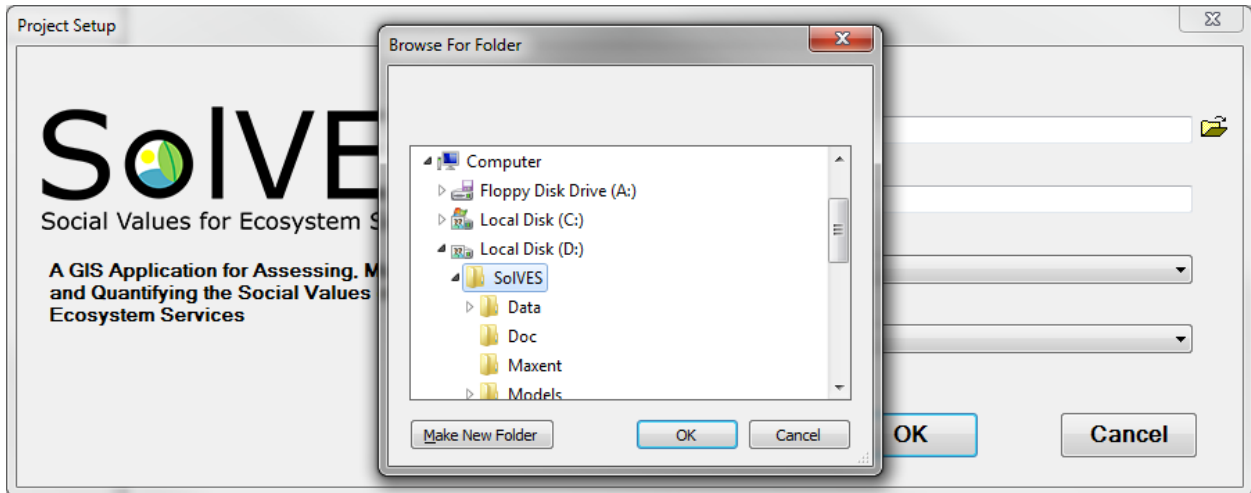 Project Setup
Browse For Folder
SolVE
Social Values for Ecosystem S
A GIS Application for Assessing, M
and Quantifying the Social Values
Ecosystem Services
Computer
Floppy Disk Drive (A:)
Local Disk (C:)
Local Disk (D:)
SolVES
Data
Doc
Maxent
Models
Make New Folder
OK
Cancel
OK
Cancel